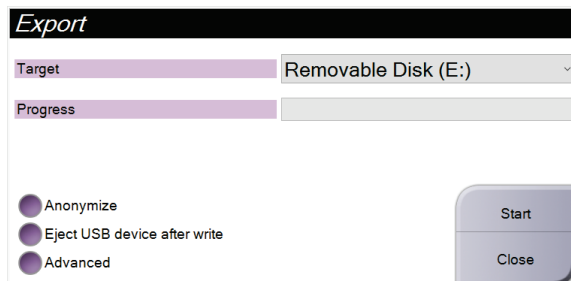 Export
Target
Removable Disk (E:)
Progress
Anonymize
Eject USB device after write
Advanced
Start
Close